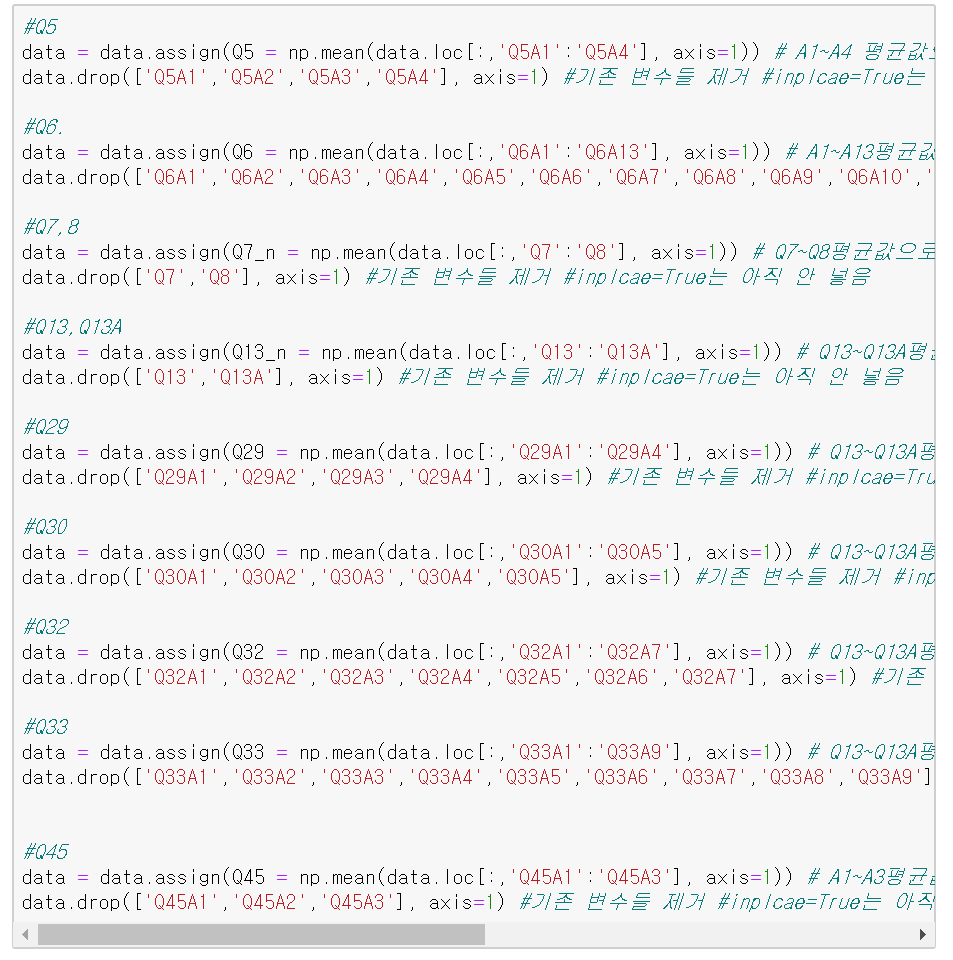 #Q5
data = data.assign(Q5 = np.mean(data.loc[:,'Q5A1':'Q5A4'], axis=1)) # A1~A4 평균값으
data.drop(['Q5A1','Q5A2','Q5A3','Q5A4'], axis=1) #기존 변수들 제거 #inplcae=True는
#Q6.
data = data.assign(Q6 = np.mean(data.loc[:,'Q6A1':'Q6A13'], axis=1)) # A1~A13평균값
data.drop(['Q6A1','Q6A2','Q6A3','Q6A4','Q6A5','Q6A6','Q6A7','Q6A8','Q6A9','Q6A10','
#Q7,8
data = data.assign(Q7_n = np.mean(data.loc[:,'Q7':'Q8'], axis=1)) # Q7~Q8평균값으로
data.drop(['Q7','Q8'], axis=1) #기존 변수들 제거 #inplcae=True는 아직 안 넣음
#Q13,Q13A
data = data.assign(Q13_n = np.mean(data.loc[:,'Q13':'Q13A'], axis=1)) # Q13~Q13A평
data.drop(['Q13','Q13A'], axis=1) #기존 변수들 제거 #inplcae=True는 아직 안 넣음
#Q29
data = data.assign(Q29 = np.mean(data.loc[:,'Q29A1':'Q29A4'], axis=1)) # Q13~Q13A평
data.drop(['Q29A1','Q29A2','Q29A3','Q29A4'], axis=1) #기존 변수들 제거 #inplcae=Tru
#Q30
data = data.assign(Q30 = np.mean(data.loc[:,'Q30A1':'Q30A5'], axis=1)) # Q13~Q13A평
data.drop(['Q30A1','Q30A2','Q30A3','Q30A4','Q30A5'], axis=1) #기존 변수들 제거 #inp
#Q32
data = data.assign(Q32 = np.mean(data.loc[:,'Q32A1':'Q32A7'], axis=1)) # Q13~Q13A평
data.drop(['Q32A1','Q32A2','Q32A3','Q32A4','Q32A5','Q32A6','Q32A7'], axis=1) #기존
#Q33
data = data.assign(Q33 = np.mean(data.loc[:,'Q33A1':'Q33A9'], axis=1)) # Q13~Q13A평
data.drop(['Q33A1','Q33A2','Q33A3','Q33A4','Q33A5','Q33A6','Q33A7','Q33A8','Q33A9']
#Q45
data = data.assign(Q45 = np.mean(data.loc[:,'Q45A1':'Q45A3'], axis=1)) # A1~A3평균
data.drop(['Q45A1','Q45A2','Q45A3'], axis=1) #기존 변수들 제거 #inplcae=True는 아직